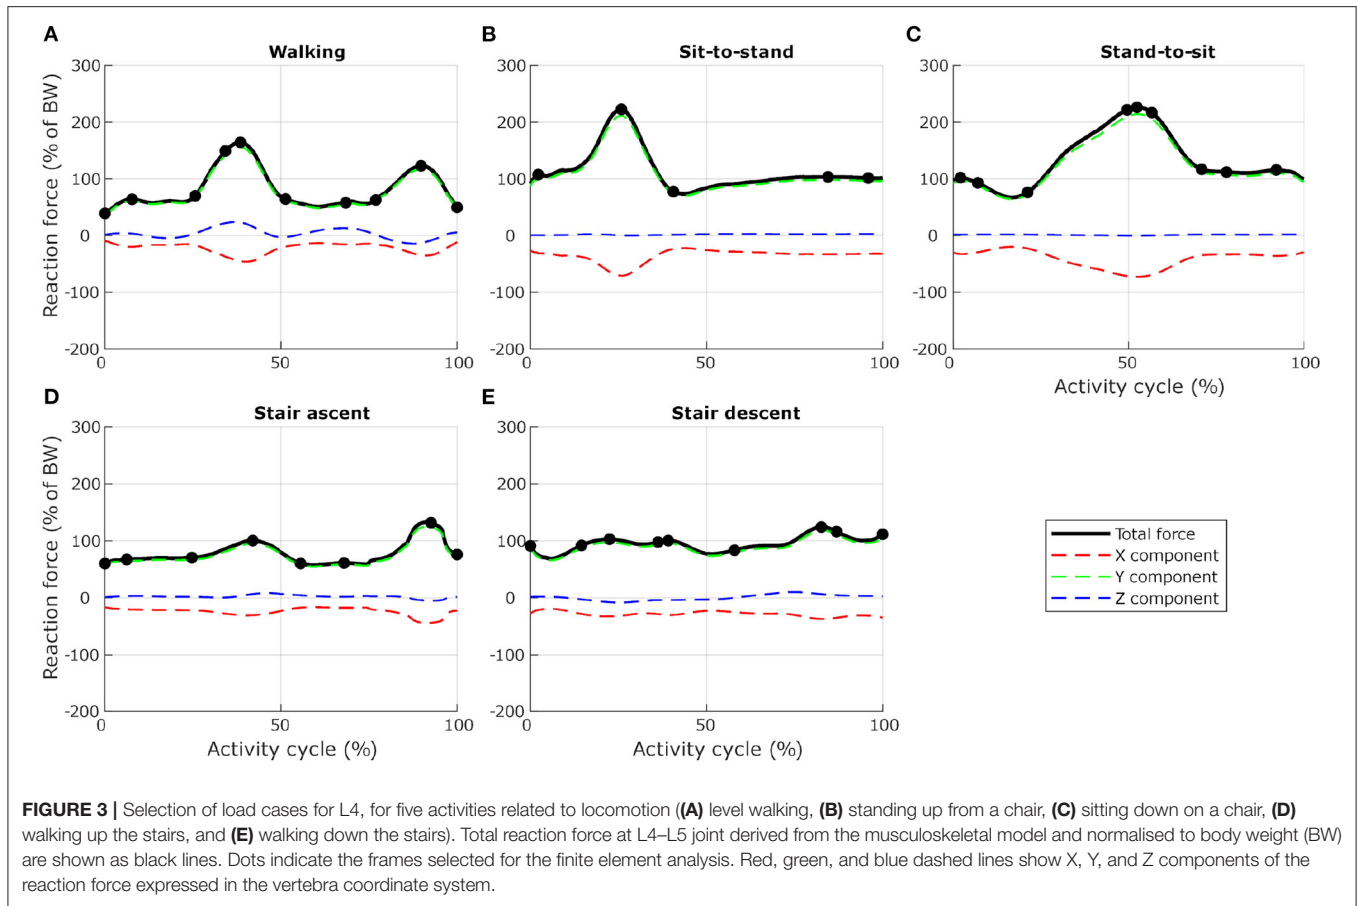 A
Walking
Reaction force (% of BW)
300
200
100
0
-100
-200
0
50
100
B
Sit-to-stand
300
200
100
0
-100
-200
0
50
100
C
Stand-to-sit
300
200
100
0
-100
-200
0
50
100
Activity cycle (%)
D
Stair ascent
Reaction force (% of BW)
300
200
100
0
-100
-200
0
50
100
Activity cycle (%)
E
Stair descent
300
200
100
0
-100
-200
0
50
100
Activity cycle (%)
Total force
X component
Y component
Z component
FIGURE 3 | Selection of load cases for L4, for five activities related to locomotion ((A) level walking, (B) standing up from a chair, (C) sitting down on a chair, (D)
walking up the stairs, and (E) walking down the stairs). Total reaction force at L4–L5 joint derived from the musculoskeletal model and normalised to body weight (BW)
are shown as black lines. Dots indicate the frames selected for the finite element analysis. Red, green, and blue dashed lines show X, Y, and Z components of the
reaction force expressed in the vertebra coordinate system.